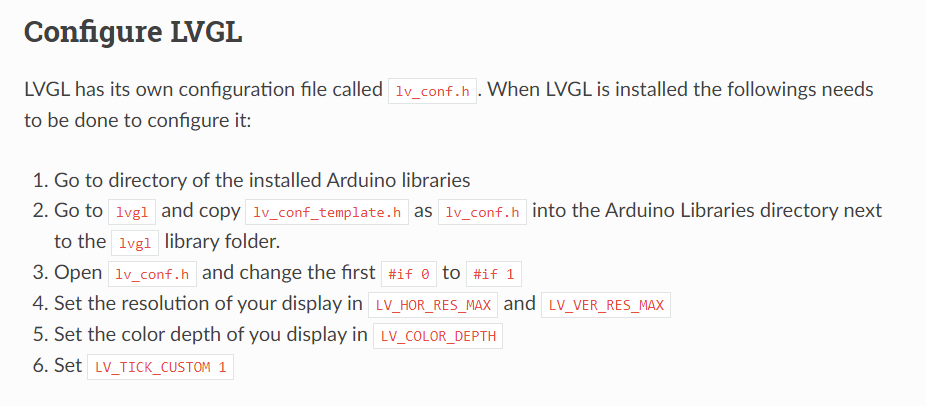 Configure LVGL
LVGL has its own configuration file called lv_conf.h . When LVGL is installed the followings needs
to be done to configure it:
1. Go to directory of the installed Arduino libraries
2. Go to lvgl and copy lv_conf_template.h as lv_conf.h into the Arduino Libraries directory next
to the lvgl library folder.
3. Open lv_conf.h and change the first #if 0 to #if 1
4. Set the resolution of your display in LV_HOR_RES_MAX and LV_VER_RES_MAX
5. Set the color depth of you display in LV_COLOR_DEPTH
6. Set LV_TICK_CUSTOM 1